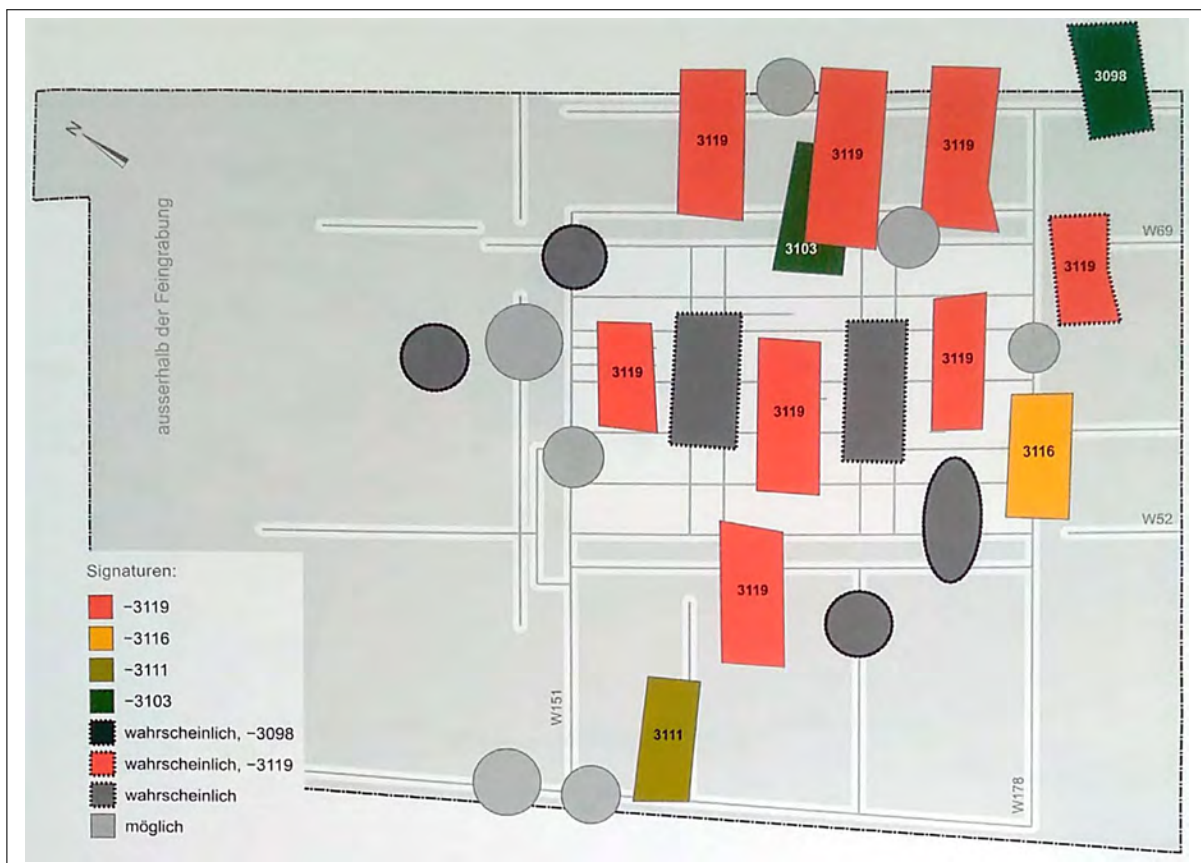 3098
N
3119
3119
3119
3103
W69
3119
ausserhalb der Feingrabung
3119
3119
3119
3116
W52
Signaturen:
−3119
−3116
−3111
−3103
wahrscheinlich, −3098
wahrscheinlich, −3119
wahrscheinlich
möglich
3119
W151
3111
W178